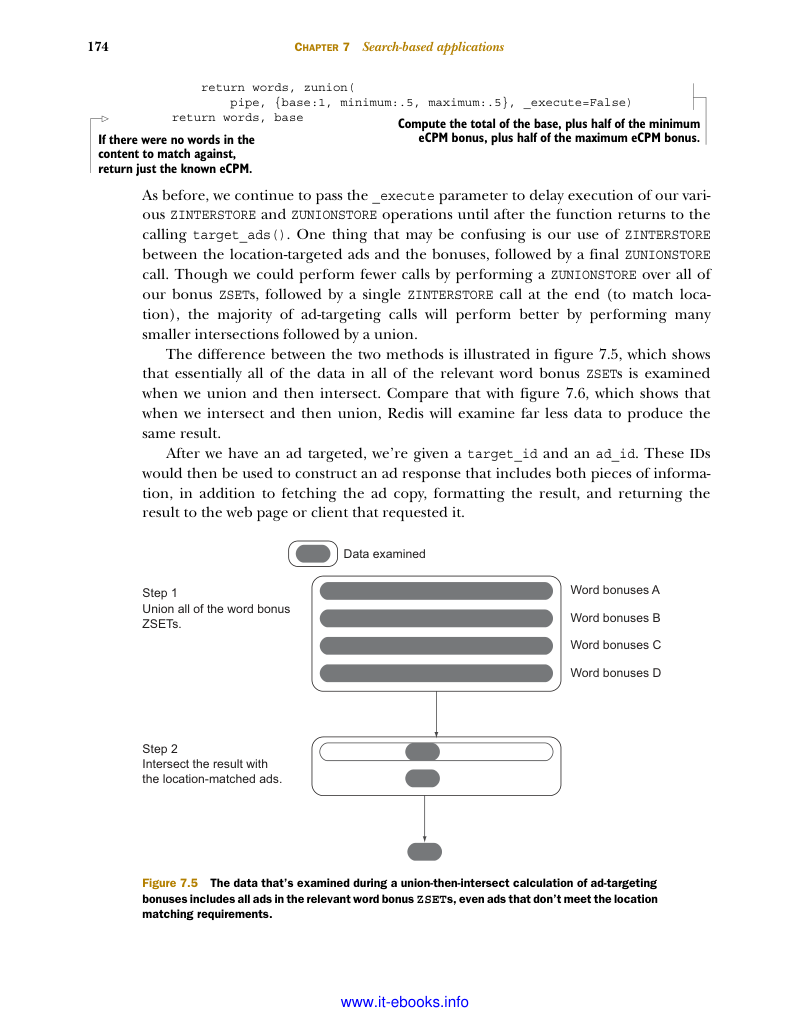 174
CHAPTER 7 Search-based applications
return words, zunion(
pipe, {base:1, minimum:.5, maximum:.5}, _execute=False)
return words, base
If there were no words in the
content to match against,
return just the known eCPM.
Compute the total of the base, plus half of the minimum
eCPM bonus, plus half of the maximum eCPM bonus.
As before, we continue to pass the _execute parameter to delay execution of our vari-
ous ZINTERSTORE and ZUNIONSTORE operations until after the function returns to the
calling target_ads(). One thing that may be confusing is our use of ZINTERSTORE
between the location-targeted ads and the bonuses, followed by a final ZUNIONSTORE
call. Though we could perform fewer calls by performing a ZUNIONSTORE over all of
our bonus ZSETs, followed by a single ZINTERSTORE call at the end (to match loca-
tion), the majority of ad-targeting calls will perform better by performing many
smaller intersections followed by a union.
The difference between the two methods is illustrated in figure 7.5, which shows
that essentially all of the data in all of the relevant word bonus ZSETs is examined
when we union and then intersect. Compare that with figure 7.6, which shows that
when we intersect and then union, Redis will examine far less data to produce the
same result.
After we have an ad targeted, we're given a target_id and an ad_id. These IDs
would then be used to construct an ad response that includes both pieces of informa-
tion, in addition to fetching the ad copy, formatting the result, and returning the
result to the web page or client that requested it.
Data examined
Step 1
Union all of the word bonus
ZSETs.
Word bonuses A
Word bonuses B
Word bonuses C
Word bonuses D
Step 2
Intersect the result with
the location-matched ads.
Figure 7.5 The data that's examined during a union-then-intersect calculation of ad-targeting
bonuses includes all ads in the relevant word bonus ZSETs, even ads that don't meet the location
matching requirements.
www.it-ebooks.info